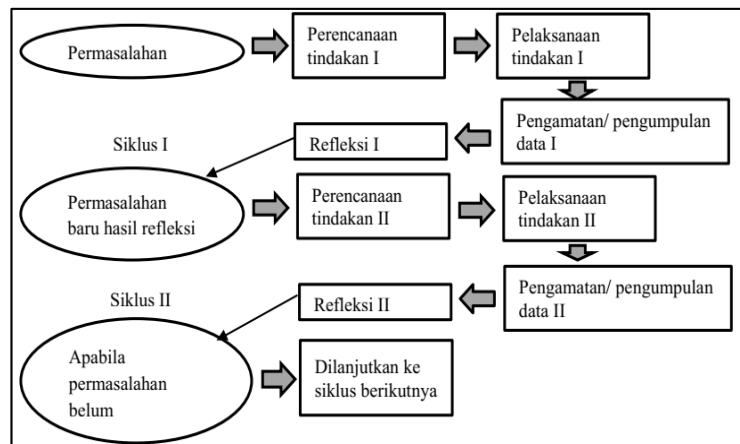 Permasalahan
Perencanaan
tindakan I
Pelaksanaan
tindakan I
Pengamatan/ pengumpulan
data I
Refleksi I
Siklus I
Permasalahan
baru hasil refleksi
Perencanaan
tindakan II
Pelaksanaan
tindakan II
Pengamatan/ pengumpulan
data II
Refleksi II
Siklus II
Apabila
permasalahan
belum
Dilanjutkan ke
siklus berikutnya